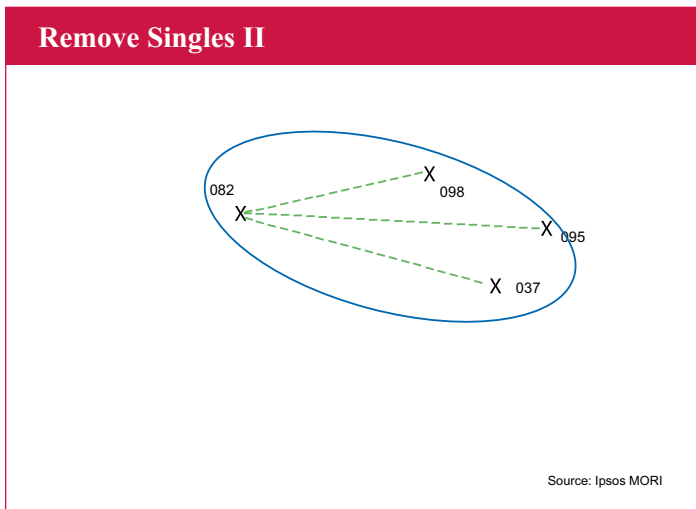 Remove Singles II
082
X
X
098
X
095
X
037
Source: Ipsos MORI